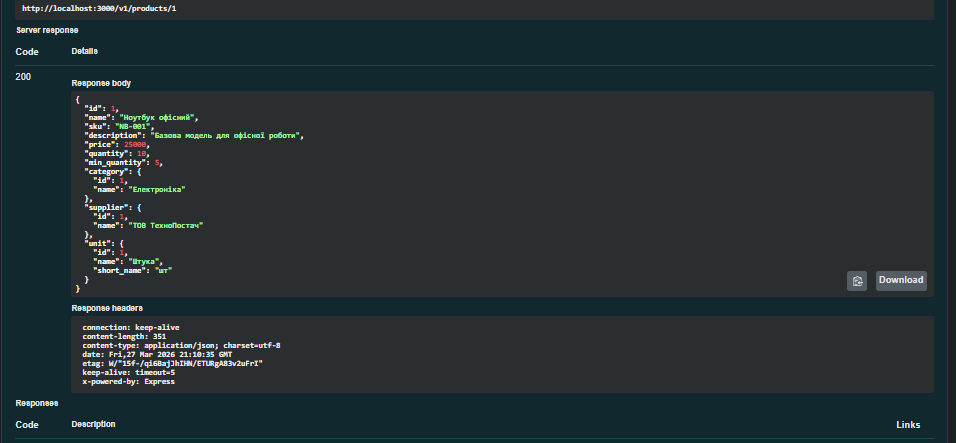 http://localhost:3000/v1/products/1
Server response
Code Details
200
Response body
{
"id": 1,
"name": "Ноутбук офісний",
"sku": "NB-001",
"description": "Базова модель для офісної роботи",
"price": 25000,
"quantity": 10,
"min_quantity": 5,
"category": {
"id": 1,
"name": "Електроніка"
},
"supplier": {
"id": 1,
"name": "ТОВ ТехноПостач"
},
"unit": {
"id": 1,
"name": "Штука",
"short_name": "шт"
}
}
Download
Response headers
connection: keep-alive
content-length: 351
content-type: application/json; charset=utf-8
date: Fri,27 Mar 2026 21:10:35 GMT
etag: W/"15f-/qi6BajJhIHN/ETURgA83v2uFrI"
keep-alive: timeout=5
x-powered-by: Express
Responses
Code Description Links